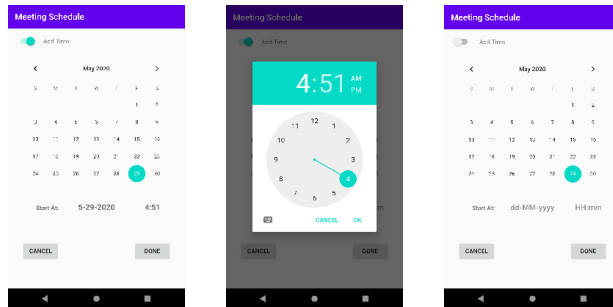 Meeting Schedule
Add Time
May 2020
S M T W T F S
1 2
3 4 5 6 7 8 9
10 11 12 13 14 15 16
17 18 19 20 21 22 23
24 25 26 27 28 29 30
Start At: 5-29-2020 4:51
CANCEL DONE
Meeting Schedule
Add Time
4:51 AM
PM
12
11 1
10 2
9 3
8 4
7 5
6
CANCEL OK
CANCEL DONE
Meeting Schedule
Add Time
May 2020
S M T W T F S
1 2
3 4 5 6 7 8 9
10 11 12 13 14 15 16
17 18 19 20 21 22 23
24 25 26 27 28 29 30
Start At: dd-MM-yyyy HH:mm
CANCEL DONE